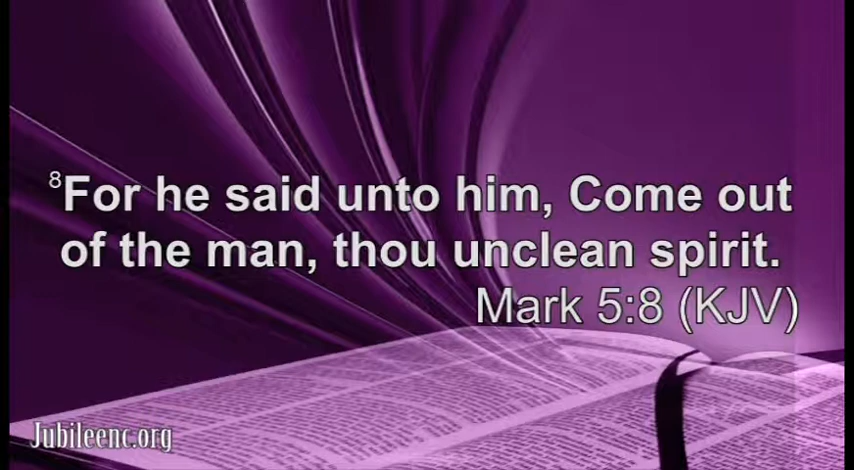 8For he said unto him, Come out
of the man, thou unclean spirit.
Mark 5:8 (KJV)
Jubileenc.org